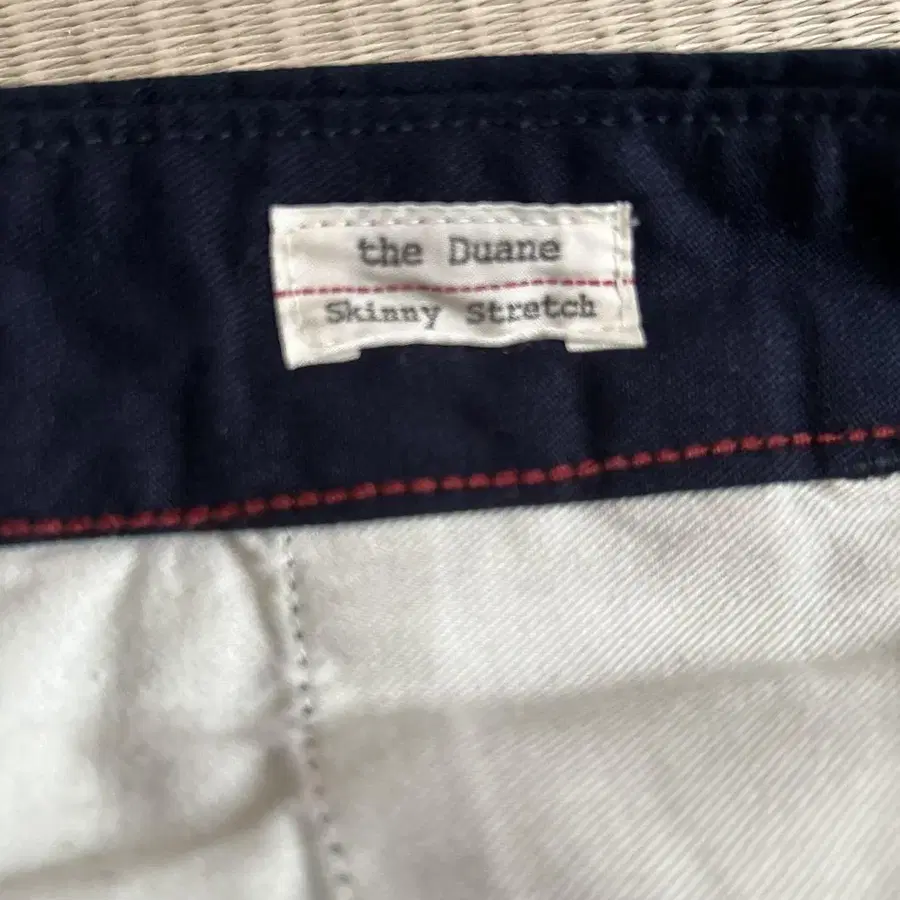 the Duane
Skinny Stretch